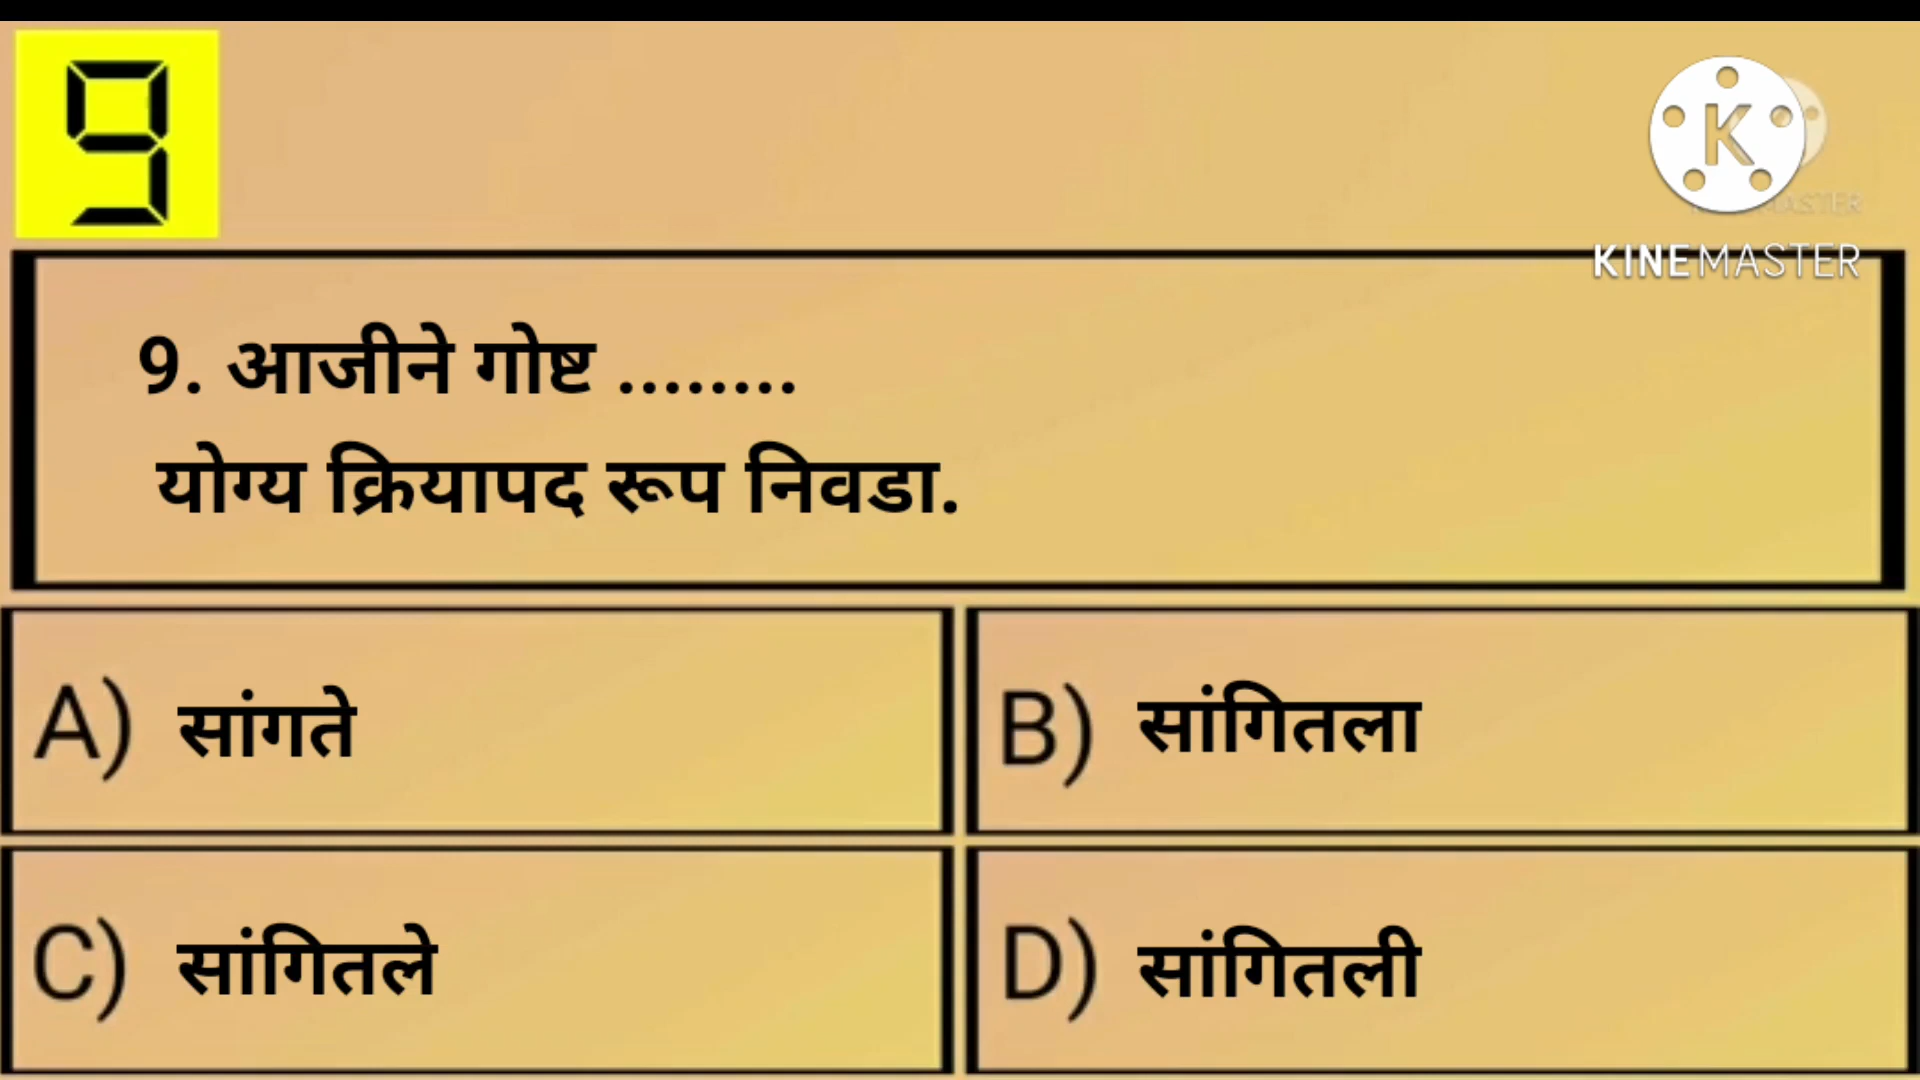 9
K
KINEMASTER
9. आजीने गोष्ट ........
योग्य क्रियापद रूप निवडा.
A) सांगते
B) सांगितला
C) सांगितले
D) सांगितली